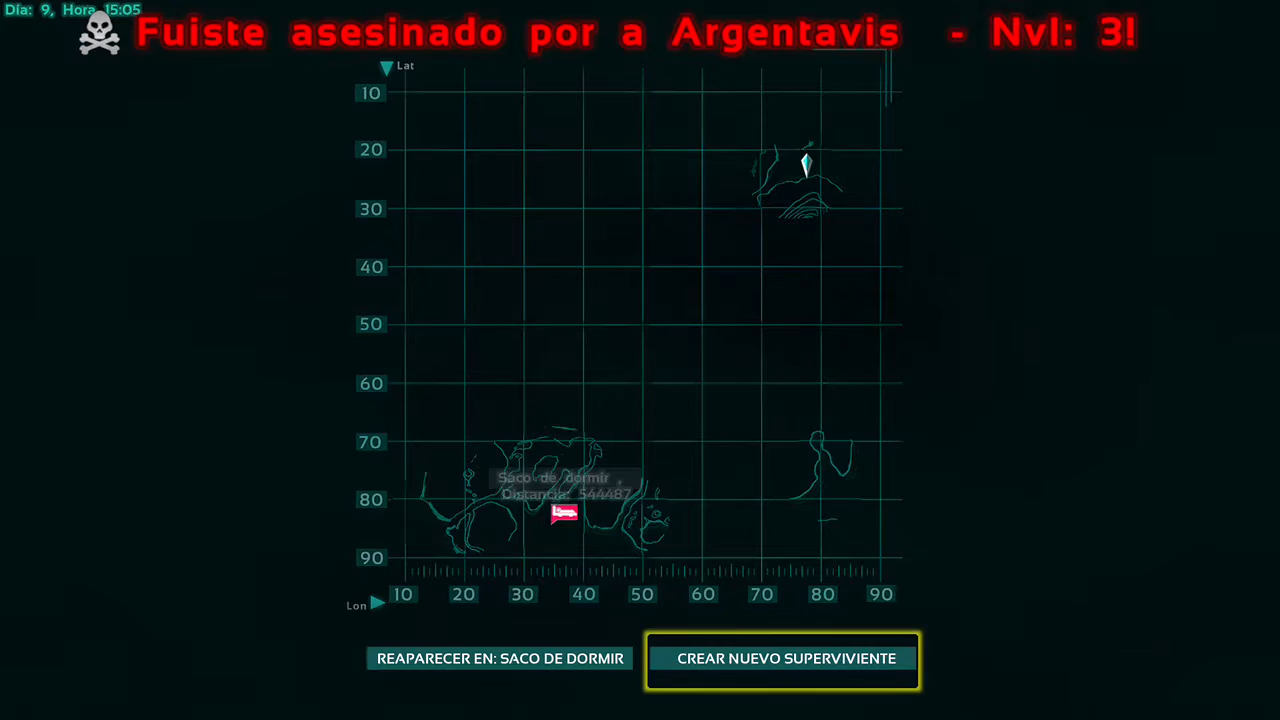 Día: 9, Hora 15:05
Fuiste asesinado por a Argentavis - Nvl: 3!
Lat
10
20
30
40
50
60
70
80
90
Saco de dormir ,
Distancia: 544487
10 20 30 40 50 60 70 80 90
Lon
REAPARECER EN: SACO DE DORMIR
CREAR NUEVO SUPERVIVIENTE